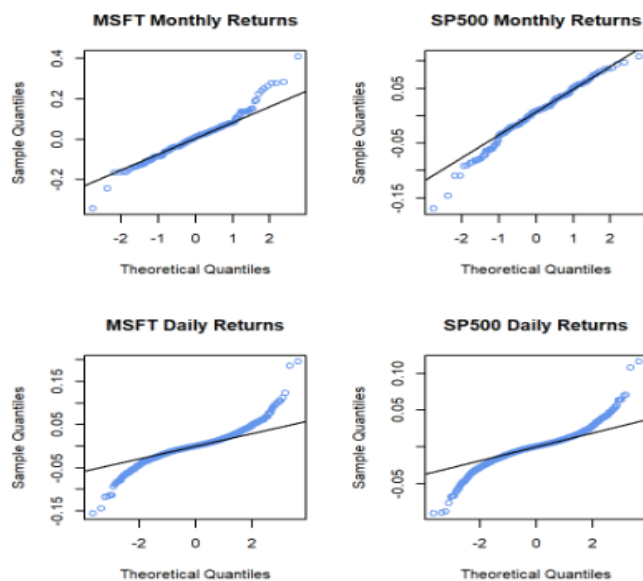 MSFT Monthly Returns
Sample Quantiles
-0.2 0.0 0.2 0.4
-2 -1 0 1 2
Theoretical Quantiles
SP500 Monthly Returns
Sample Quantiles
-0.15 -0.05 0.05
-2 -1 0 1 2
Theoretical Quantiles
MSFT Daily Returns
Sample Quantiles
-0.15 -0.05 0.05 0.15
-2 0 2
Theoretical Quantiles
SP500 Daily Returns
Sample Quantiles
-0.05 0.05 0.10
-2 0 2
Theoretical Quantiles